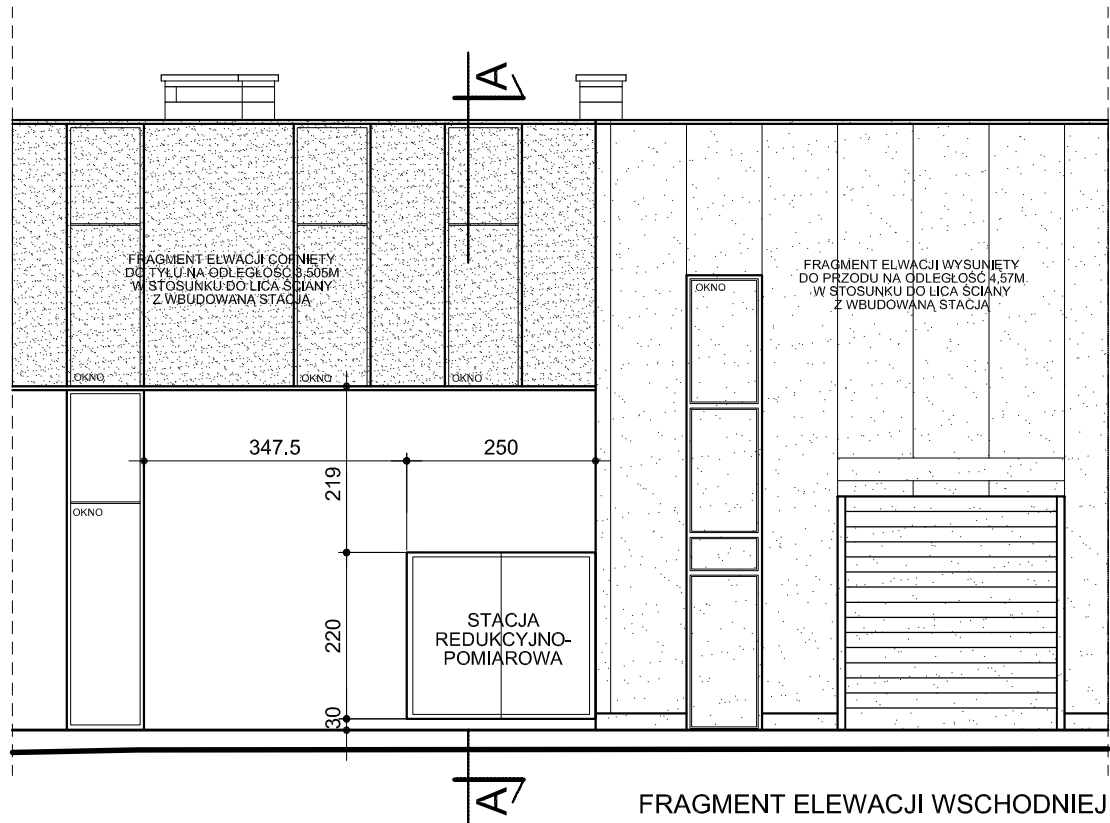 A
FRAGMENT ELWACJI COFNIĘTY
DO TYŁU NA ODLEGŁOŚĆ 3,505M
W STOSUNKU DO LICA ŚCIANY
Z WBUDOWANĄ STACJĄ
FRAGMENT ELWACJI WYSUNIĘTY
DO PRZODU NA ODLEGŁOŚĆ 4,57M
W STOSUNKU DO LICA ŚCIANY
Z WBUDOWANĄ STACJĄ
OKNO
OKNO
OKNO
OKNO
347.5
250
219
OKNO
STACJA
REDUKCYJNO-
POMIAROWA
220
30
A
FRAGMENT ELEWACJI WSCHODNIEJ